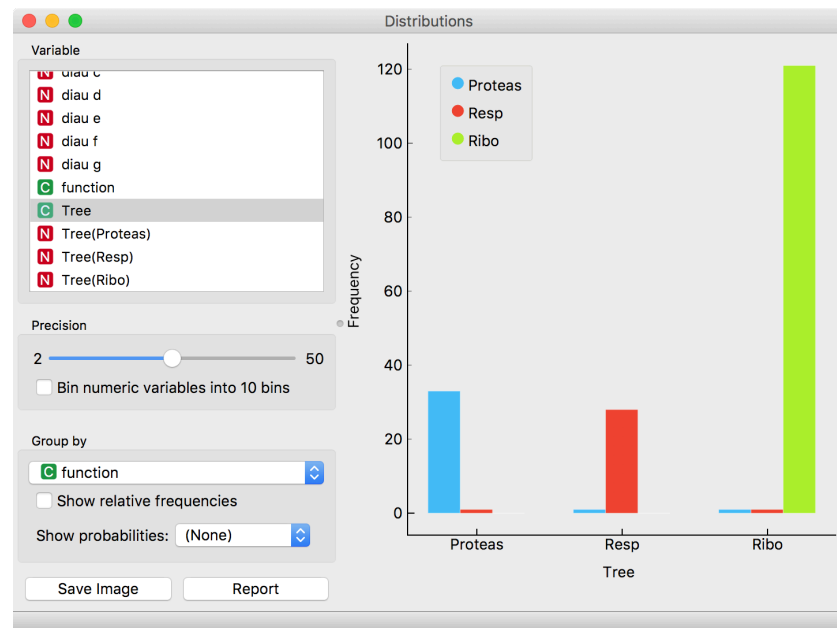 Distributions
Variable
N diau c
N diau d
N diau e
N diau f
N diau g
C function
C Tree
N Tree(Proteas)
N Tree(Resp)
N Tree(Ribo)
Precision
2 50
Bin numeric variables into 10 bins
Group by
C function
Show relative frequencies
Show probabilities: (None)
Save Image Report
Proteas
Resp
Ribo
120
100
80
60
40
20
0
Frequency
Proteas Resp Ribo
Tree